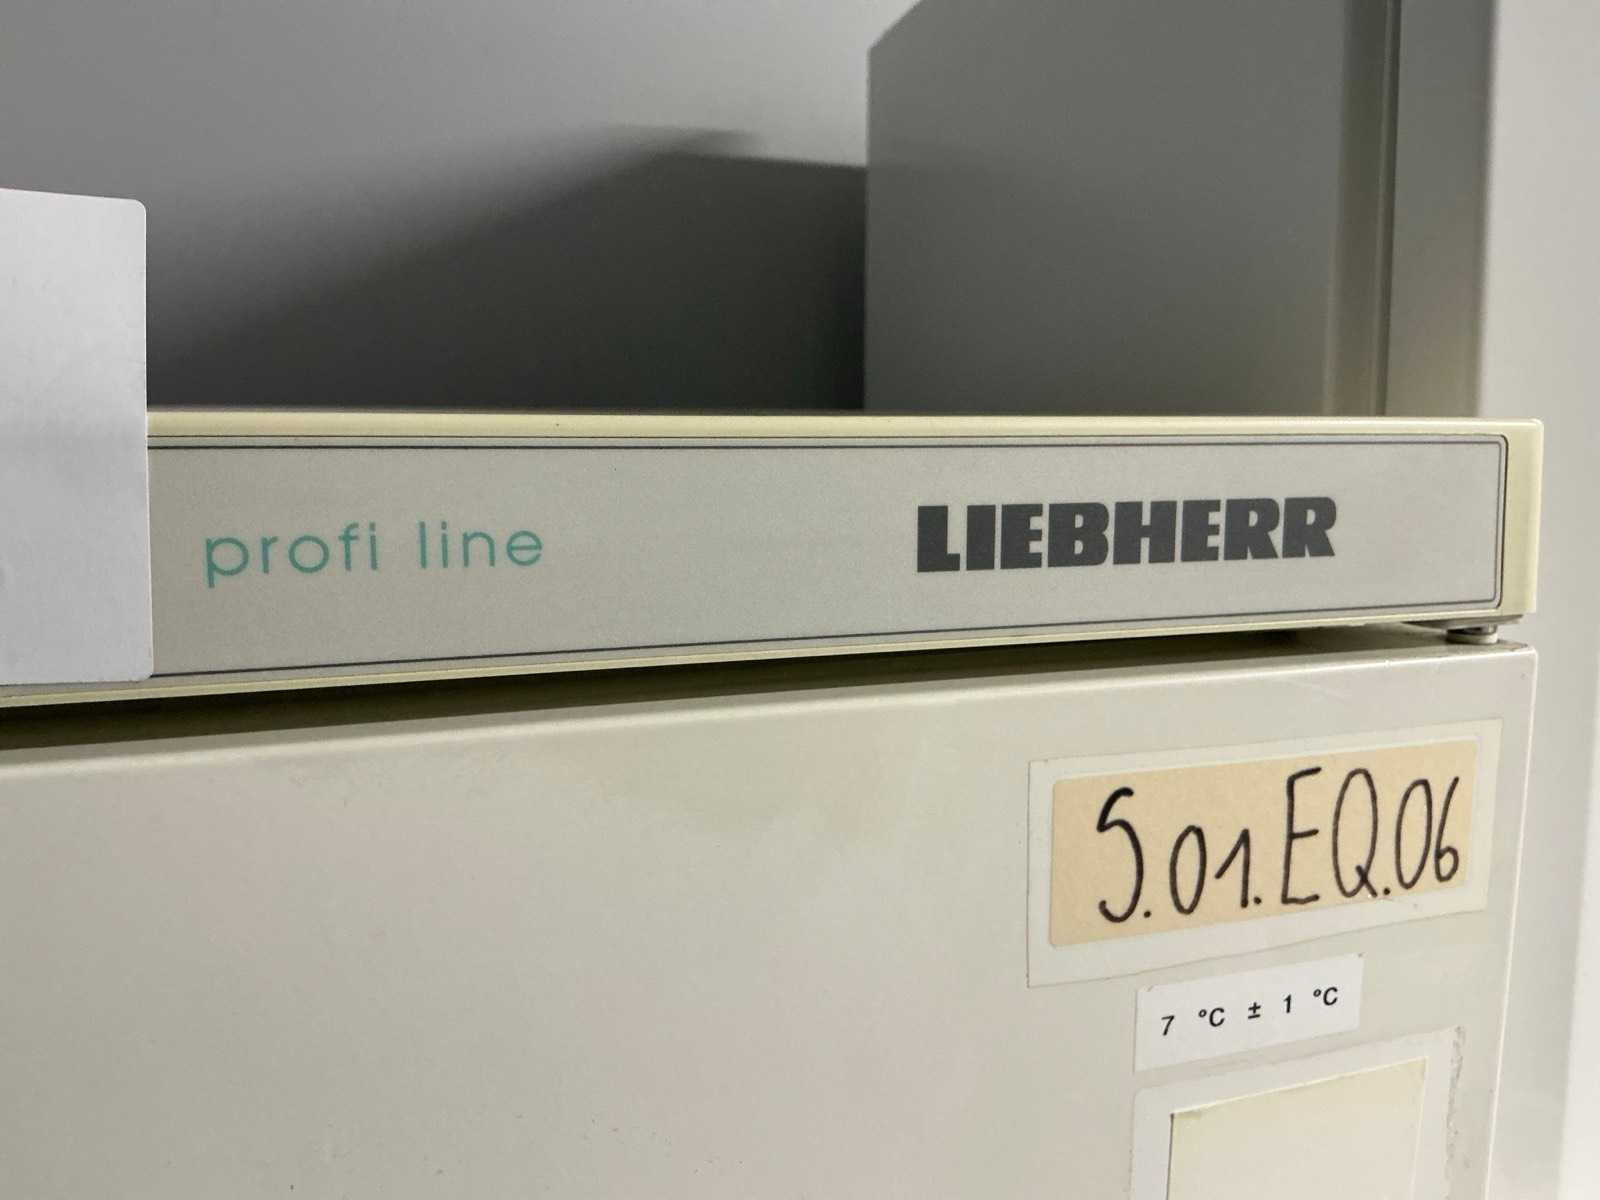 profi line
LIEBHERR
S.01.EQ.06
7 °C ± 1 °C